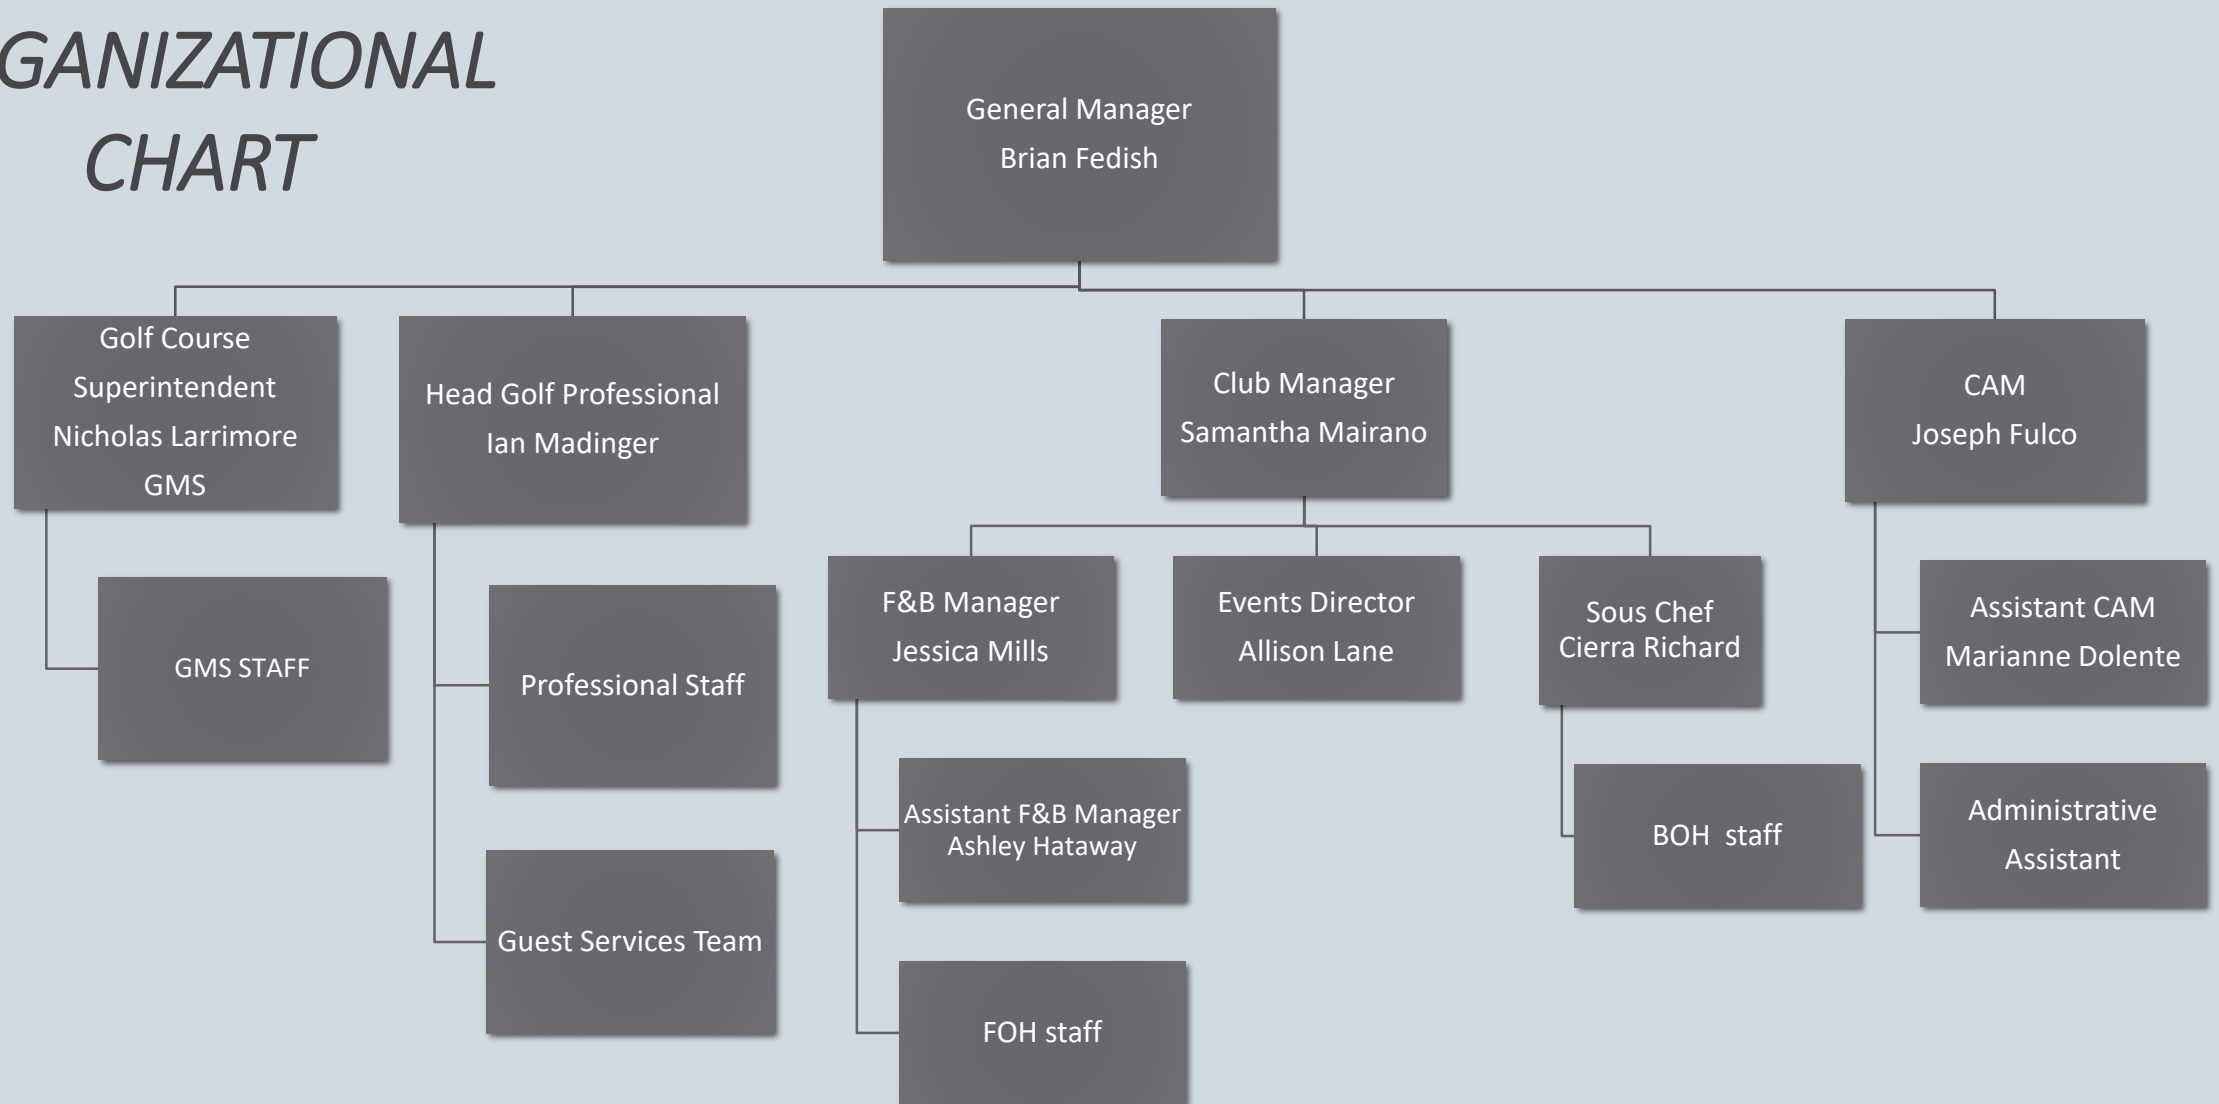 GANIZATIONAL
CHART
General Manager
Brian Fedish
Golf Course
Superintendent
Nicholas Larrimore
GMS
Head Golf Professional
Ian Madinger
Club Manager
Samantha Mairano
CAM
Joseph Fulco
GMS STAFF
Professional Staff
Guest Services Team
F&B Manager
Jessica Mills
Events Director
Allison Lane
Sous Chef
Cierra Richard
Assistant F&B Manager
Ashley Hataway
FOH staff
BOH  staff
Assistant CAM
Marianne Dolente
Administrative
Assistant